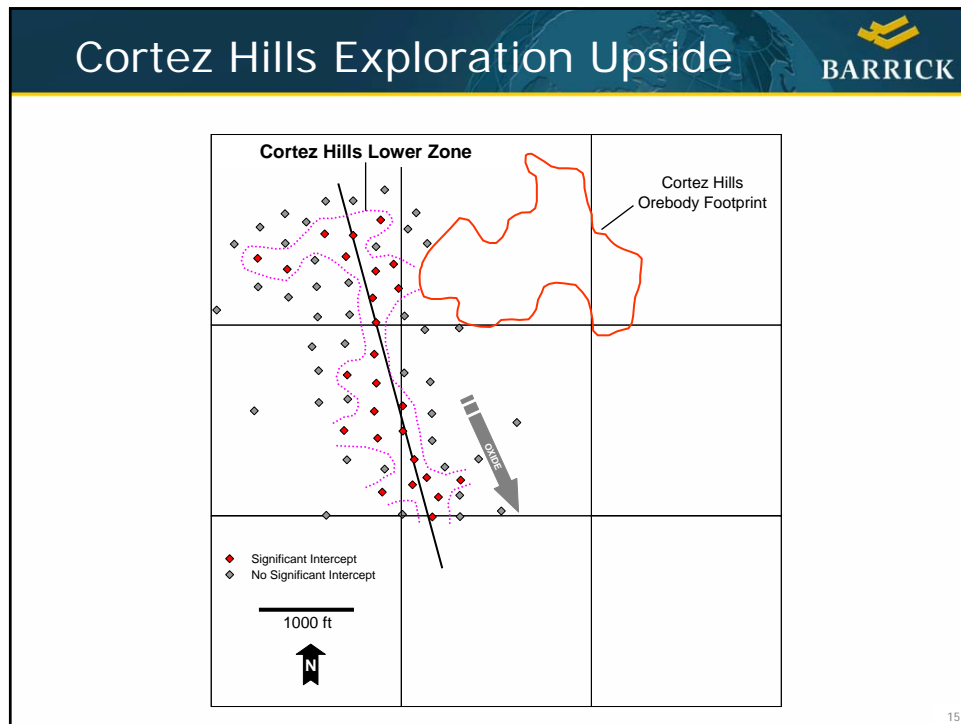 Cortez Hills Exploration Upside
BARRICK
Cortez Hills Lower Zone
Cortez Hills
Orebody Footprint
OXIDE
Significant Intercept
No Significant Intercept
1000 ft
N
15